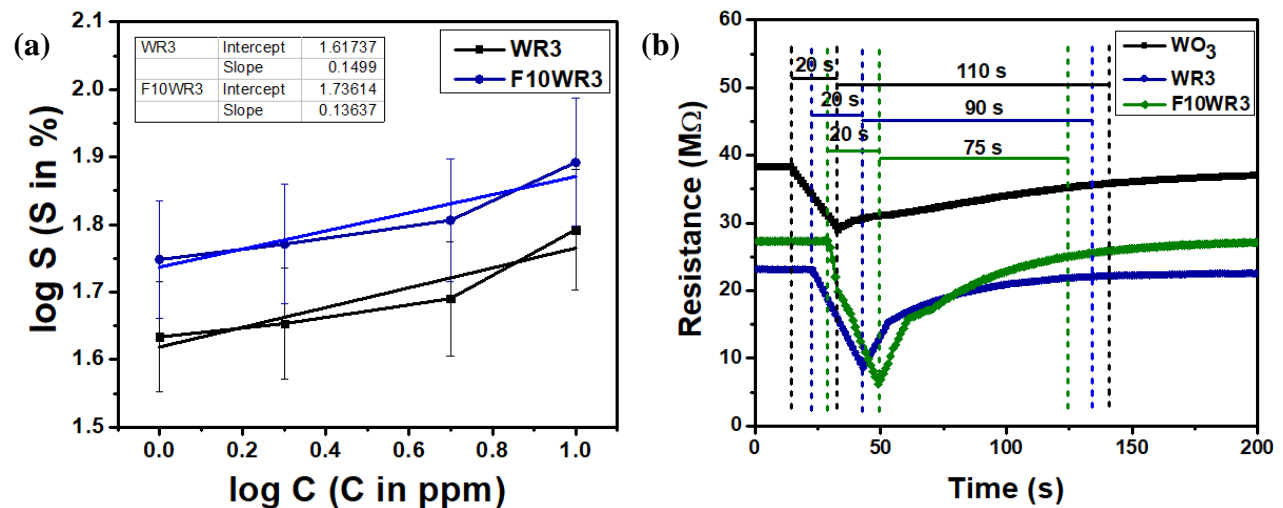 (a)
WR3 Intercept 1.61737
Slope 0.1499
F10WR3 Intercept 1.73614
Slope 0.13637
WR3
F10WR3
2.1
2.0
1.9
1.8
1.7
1.6
1.5
log S (S in %)
0.0 0.2 0.4 0.6 0.8 1.0
log C (C in ppm)
(b)
WO3
WR3
F10WR3
20 s
110 s
20 s
90 s
20 s
75 s
60
50
40
30
20
10
0
Resistance (MΩ)
0 50 100 150 200
Time (s)